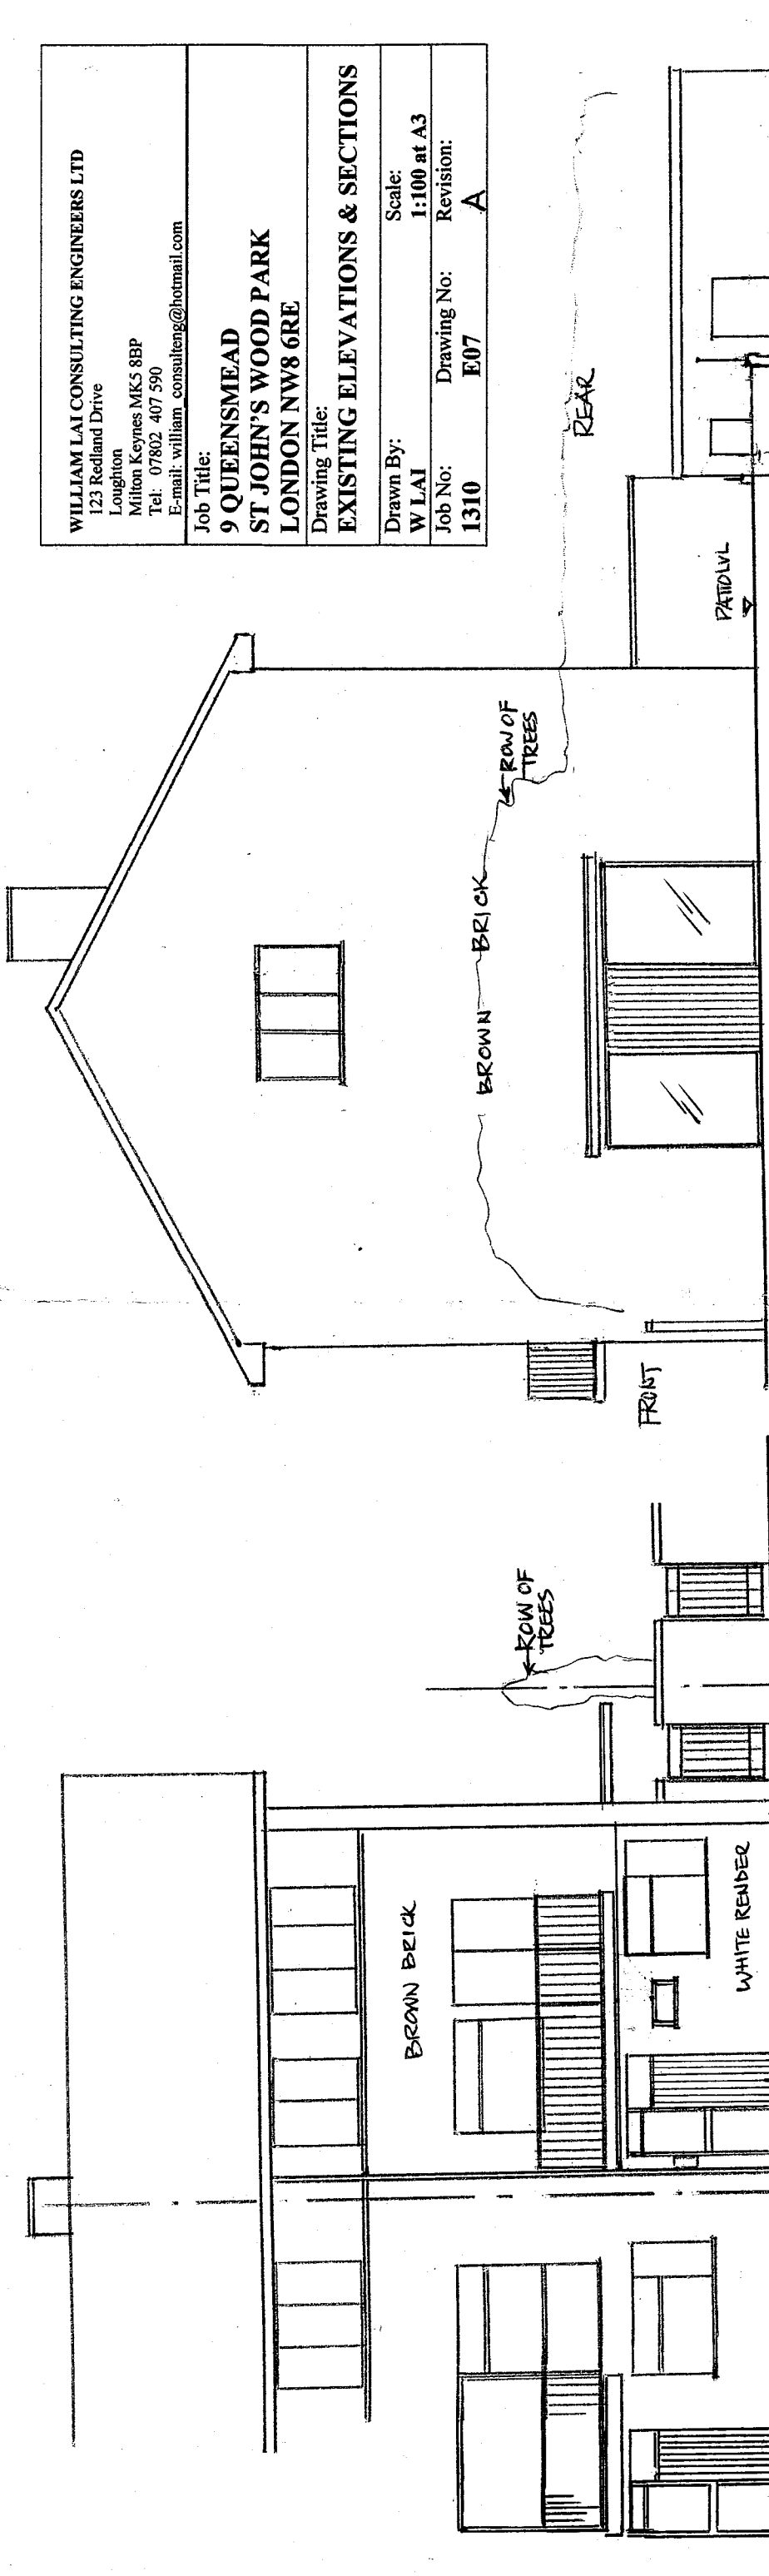 WILLIAM LAI CONSULTING ENGINEERS LTD
123 Redland Drive
Loughton
Milton Keynes MK5 8BP
Tel: 07802 407 590
E-mail: william_consulteng@hotmail.com
Job Title:
9 QUEENSMEAD
ST JOHN'S WOOD PARK
LONDON NW8 6RE
Drawing Title:
EXISTING ELEVATIONS & SECTIONS
Drawn By:
W LAI
Scale:
1:100 at A3
Job No:
1310
Drawing No:
E07
Revision:
A
BROWN BRICK
WHITE RENDER
ROW OF
TREES
FRONT
BROWN BRICK
ROW OF
TREES
REAR
PATIO LVL